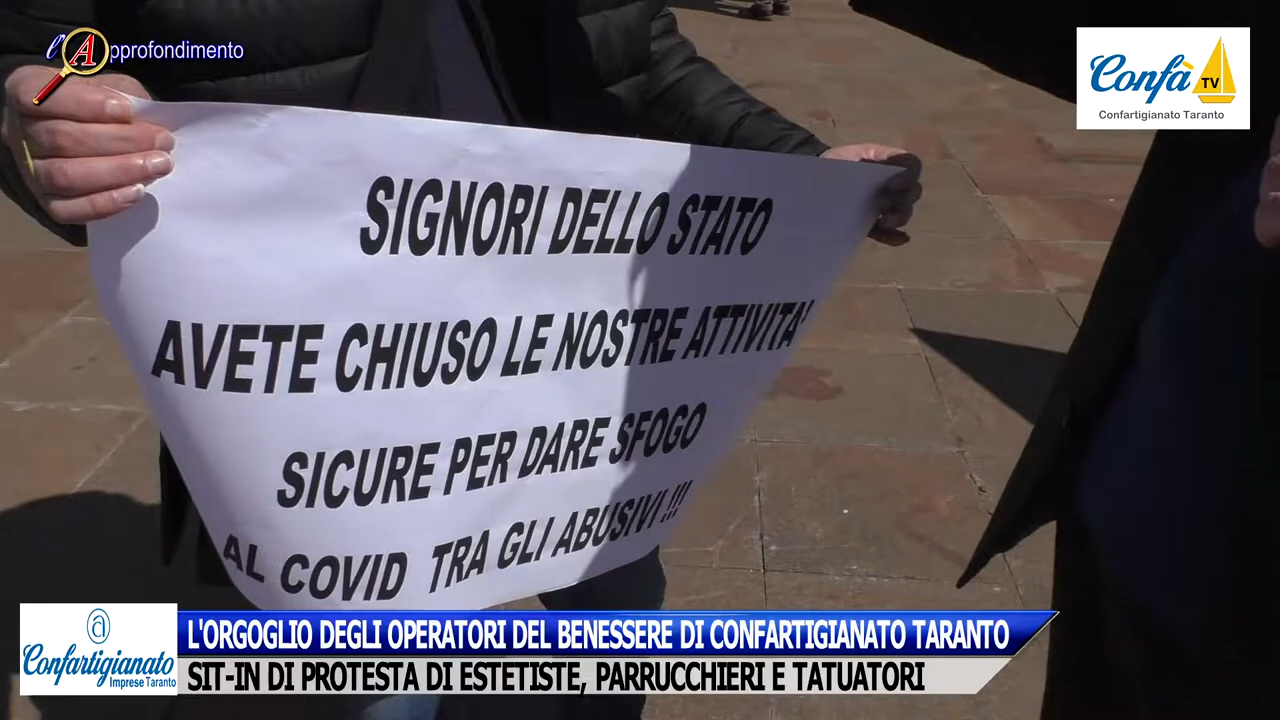 l'Approfondimento
Confà TV
Confartigianato Taranto
SIGNORI DELLO STATO
AVETE CHIUSO LE NOSTRE ATTIVITA'
SICURE PER DARE SFOGO
AL COVID TRA GLI ABUSIVI !!!
@
Confartigianato
Imprese Taranto
L'ORGOGLIO DEGLI OPERATORI DEL BENESSERE DI CONFARTIGIANATO TARANTO
SIT-IN DI PROTESTA DI ESTETISTE, PARRUCCHIERI E TATUATORI